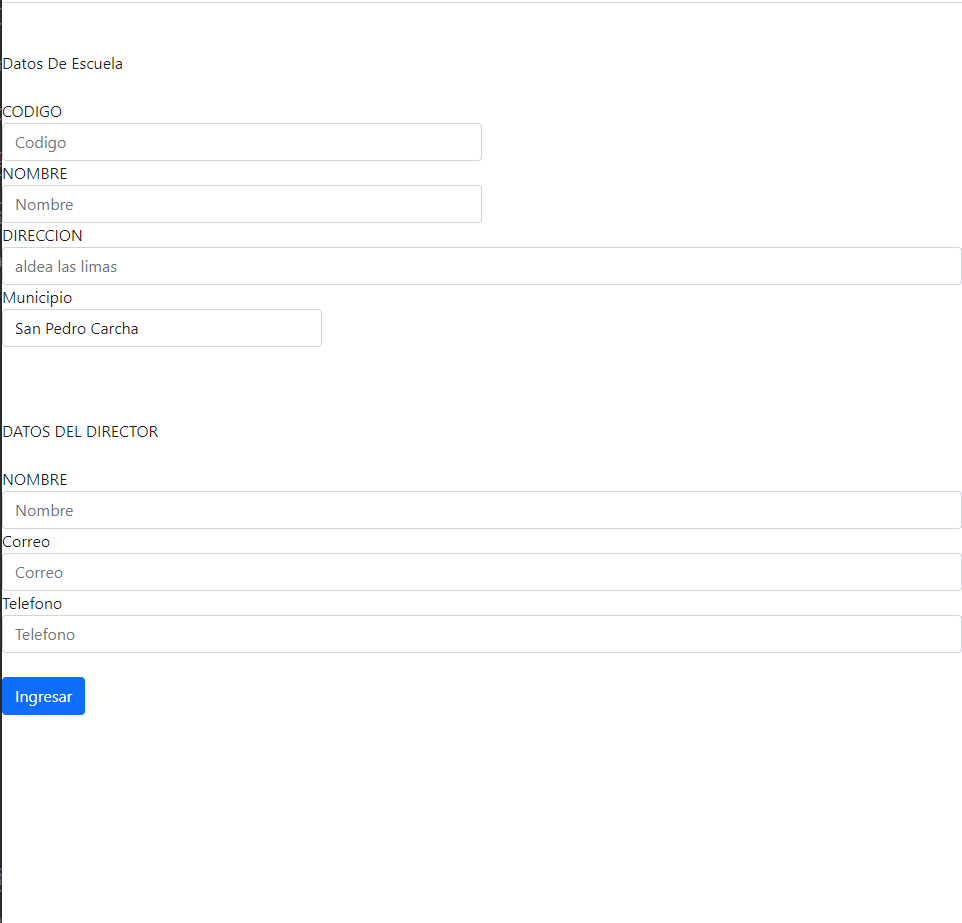 Datos De Escuela
CODIGO
Codigo
NOMBRE
Nombre
DIRECCION
aldea las limas
Municipio
San Pedro Carcha
DATOS DEL DIRECTOR
NOMBRE
Nombre
Correo
Correo
Telefono
Telefono
Ingresar